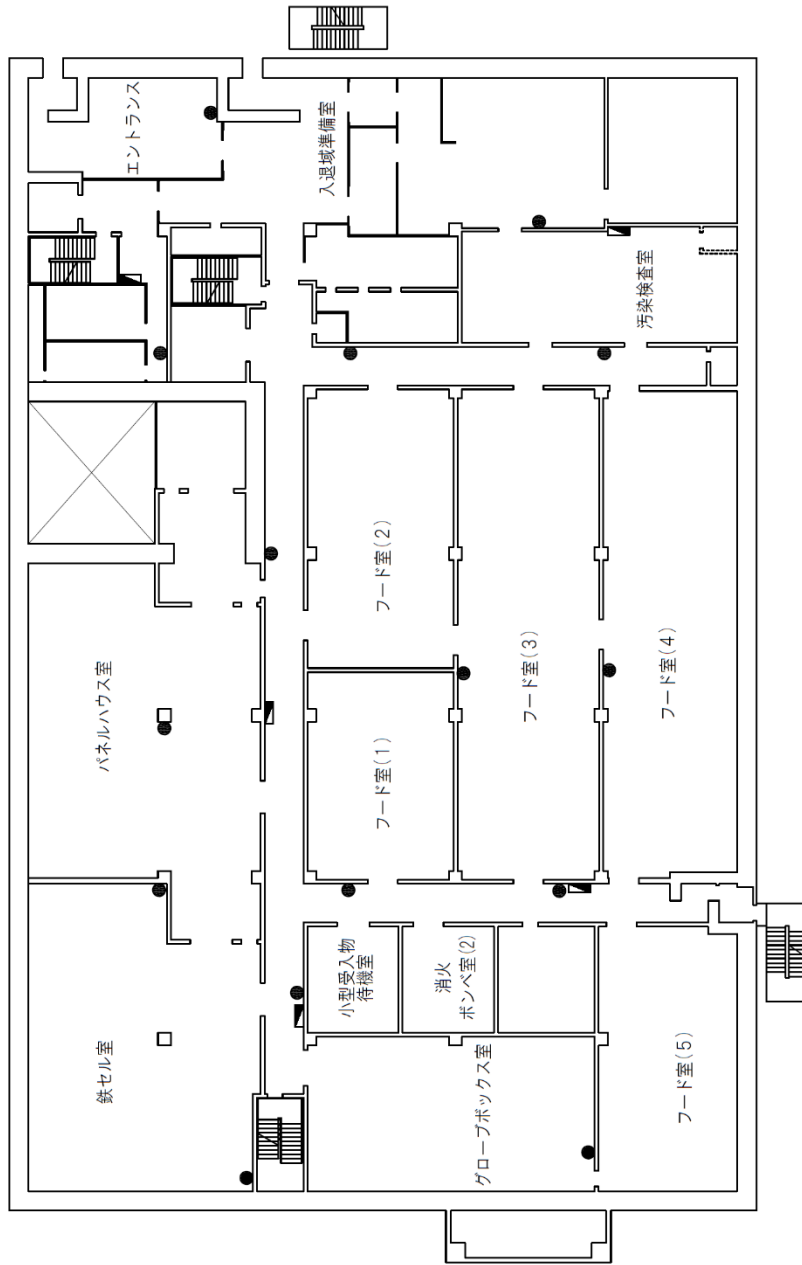 エントランス
入退域準備室
汚染検査室
パネルハウス室
フード室(2)
フード室(3)
フード室(4)
フード室(1)
鉄セル室
小型受入物
待機室
消火
ボンベ室(2)
グローブボックス室
フード室(5)